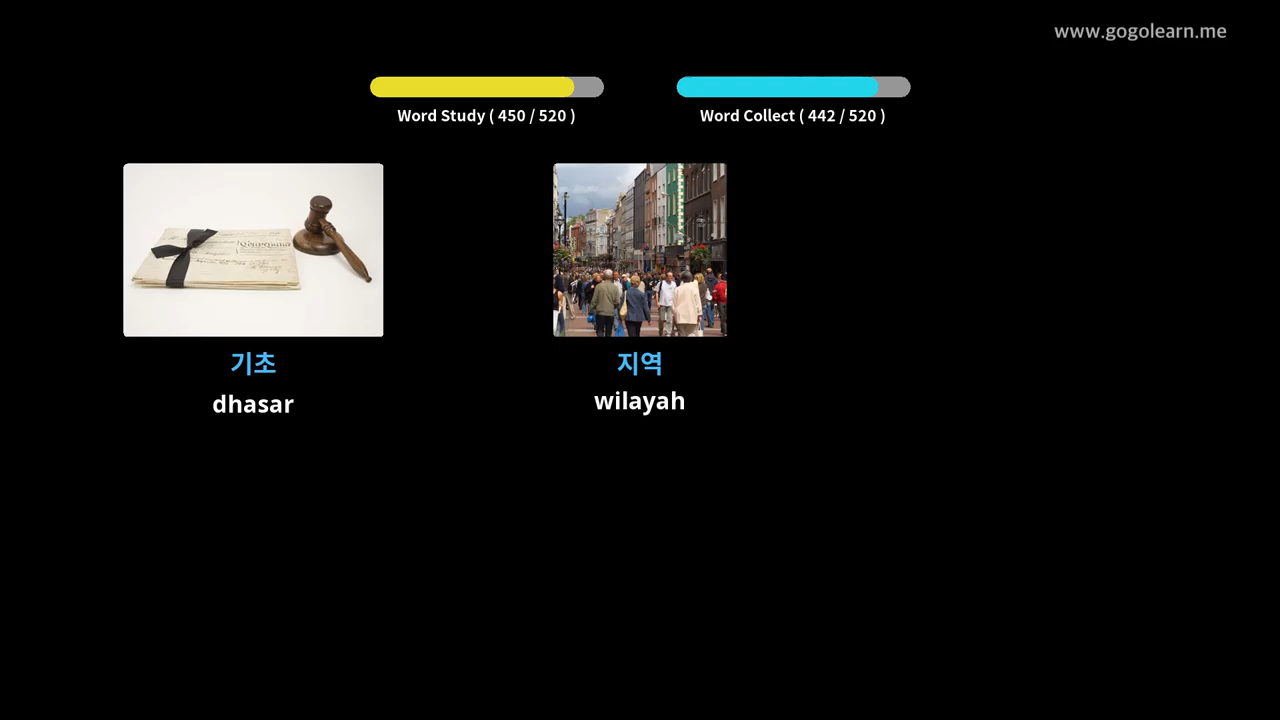 www.gogolearn.me
Word Study ( 450 / 520 )
Word Collect ( 442 / 520 )
기초
지역
dhasar
wilayah